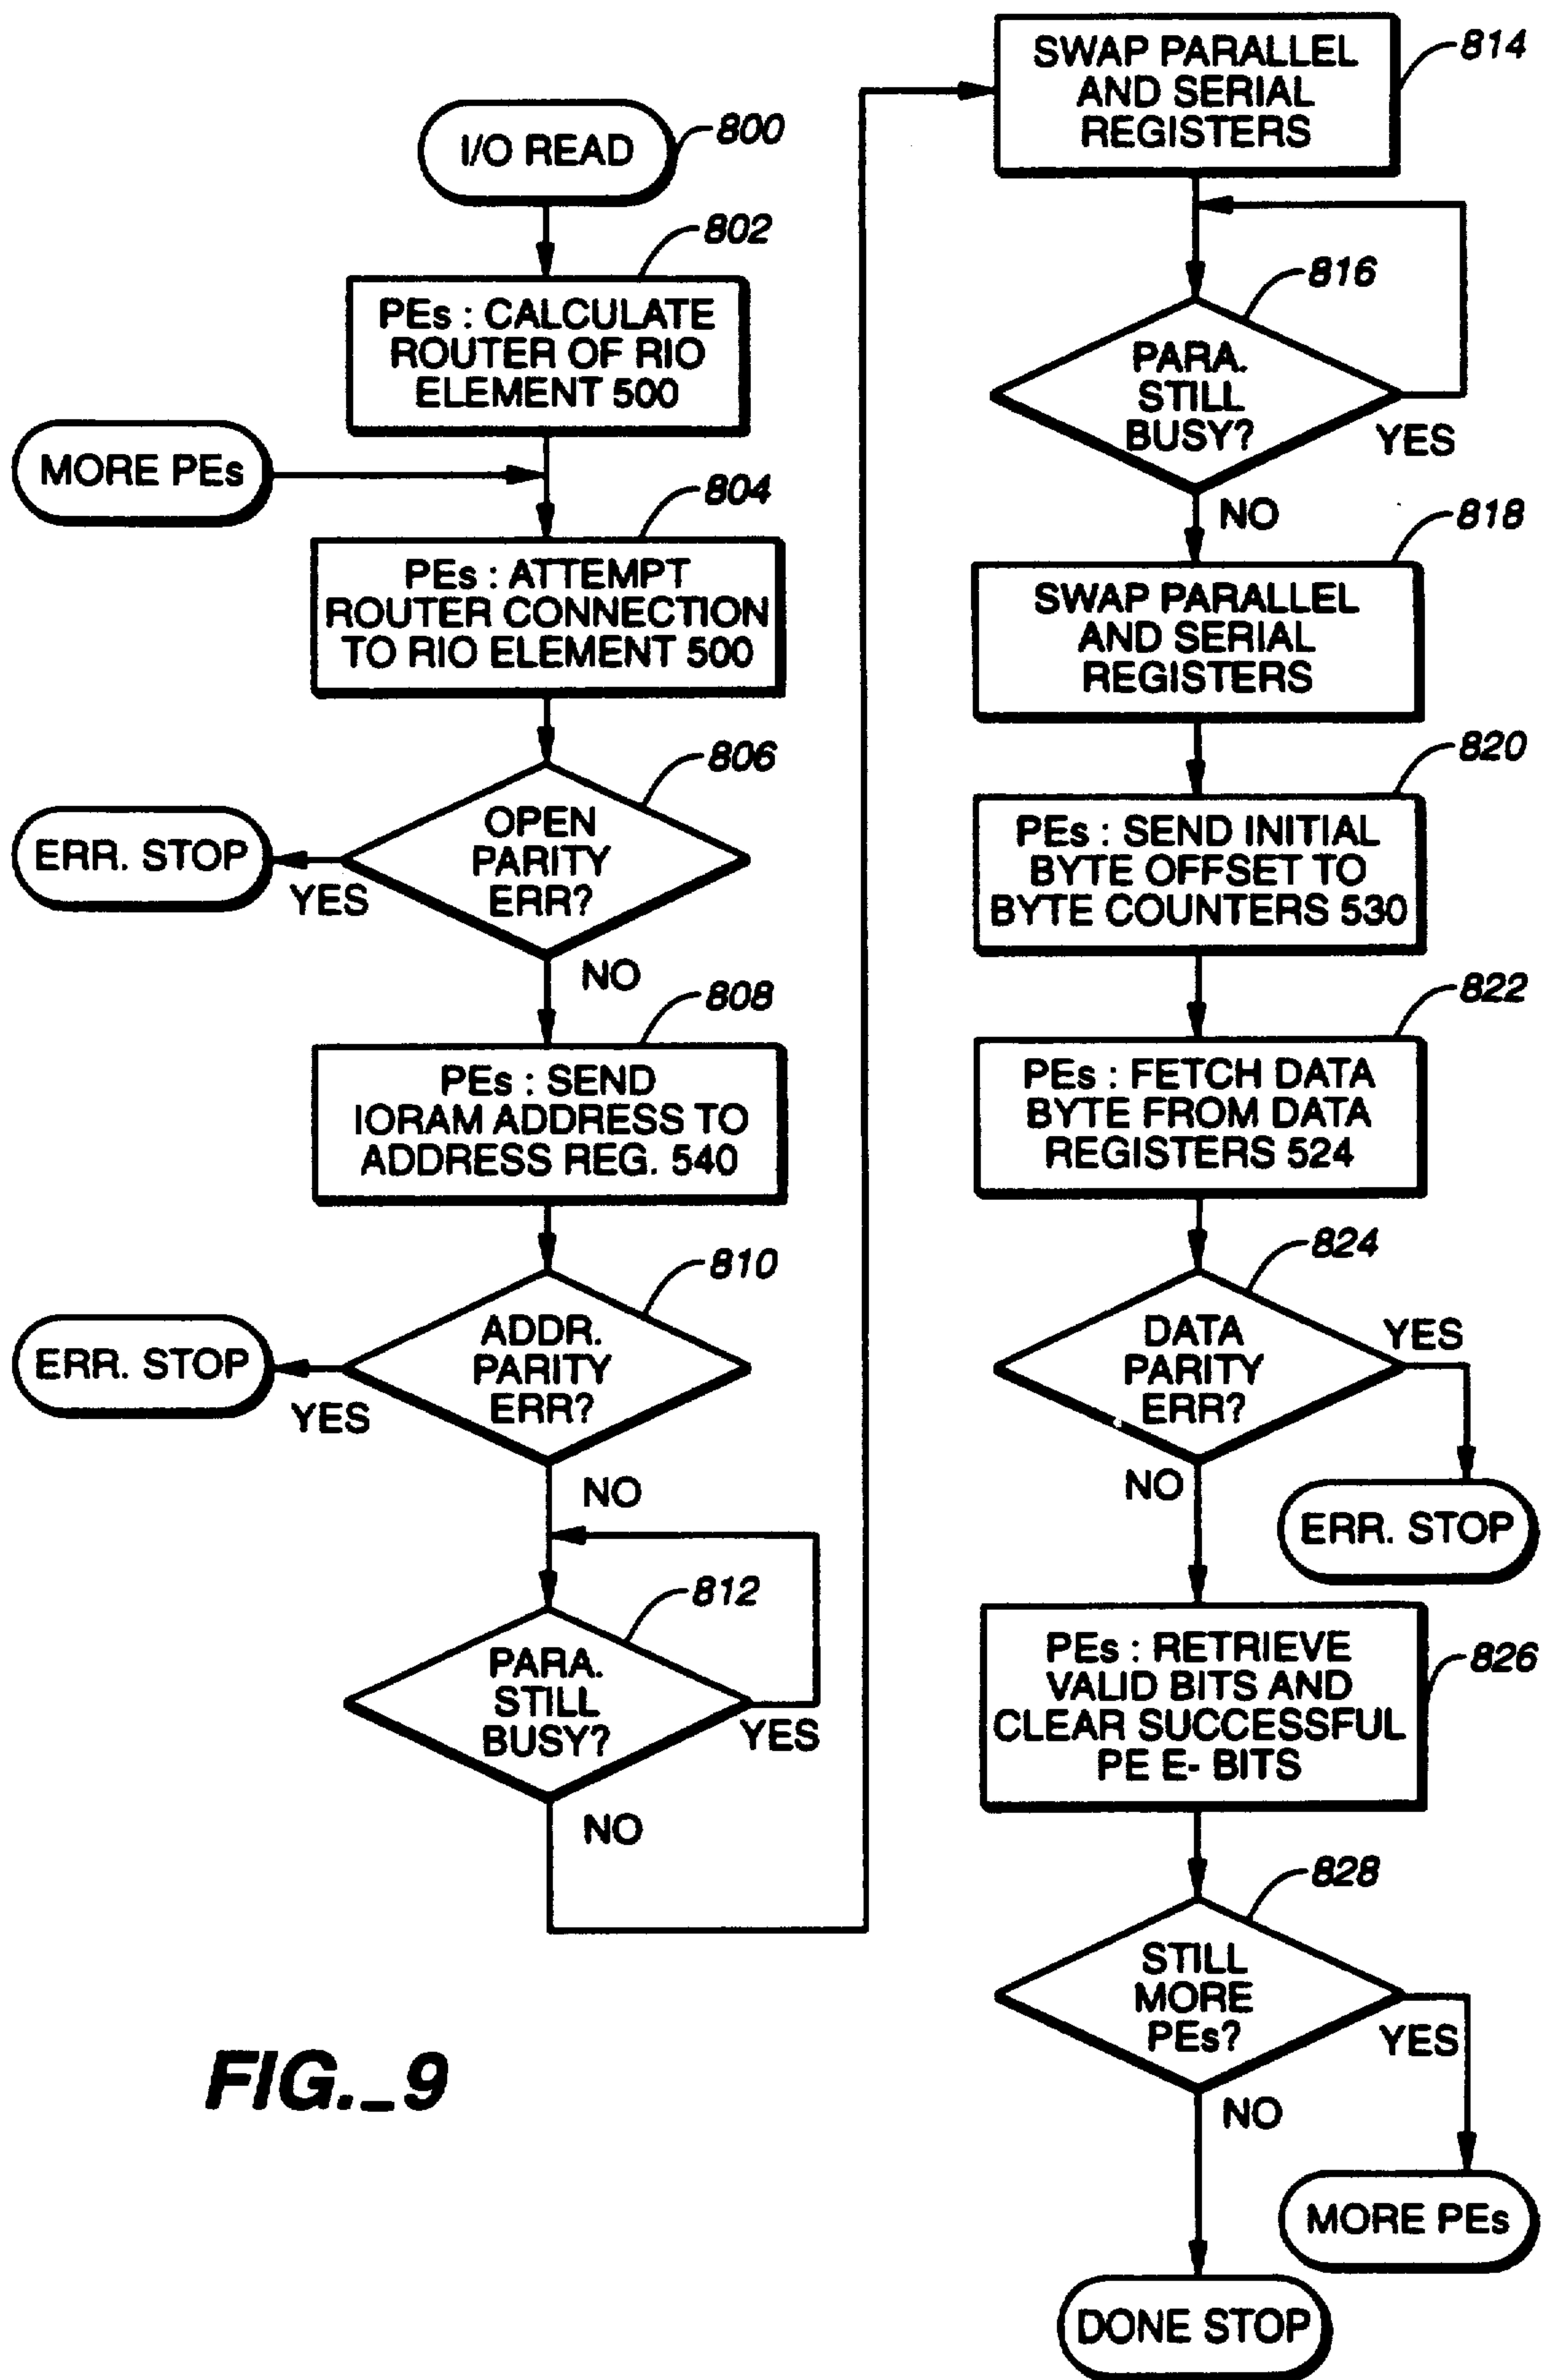 I/O READ
800
802
PEs : CALCULATE
ROUTER OF RIO
ELEMENT 500
MORE PEs
804
PEs : ATTEMPT
ROUTER CONNECTION
TO RIO ELEMENT 500
806
OPEN
PARITY
ERR?
ERR. STOP
YES
NO
808
PEs : SEND
IORAM ADDRESS TO
ADDRESS REG. 540
810
ADDR.
PARITY
ERR?
ERR. STOP
YES
NO
812
PARA.
STILL
BUSY?
YES
NO
814
SWAP PARALLEL
AND SERIAL
REGISTERS
816
PARA.
STILL
BUSY?
YES
NO
818
SWAP PARALLEL
AND SERIAL
REGISTERS
820
PEs : SEND INITIAL
BYTE OFFSET TO
BYTE COUNTERS 530
822
PEs : FETCH DATA
BYTE FROM DATA
REGISTERS 524
824
DATA
PARITY
ERR?
YES
NO
ERR. STOP
PEs : RETRIEVE
VALID BITS AND
CLEAR SUCCESSFUL
PE E- BITS
826
828
STILL
MORE
PEs?
YES
NO
MORE PEs
DONE STOP
FIG._9